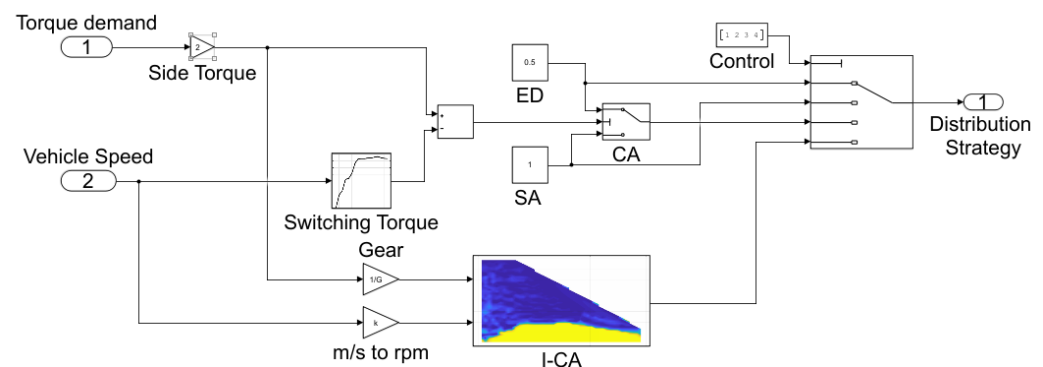 Torque demand
1
2
Side Torque
+
-
Vehicle Speed
2
Switching Torque
Gear
1/G
k
m/s to rpm
I-CA
0.5
ED
1
SA
CA
[ 1 2 3 4 ]
Control
1
Distribution
Strategy